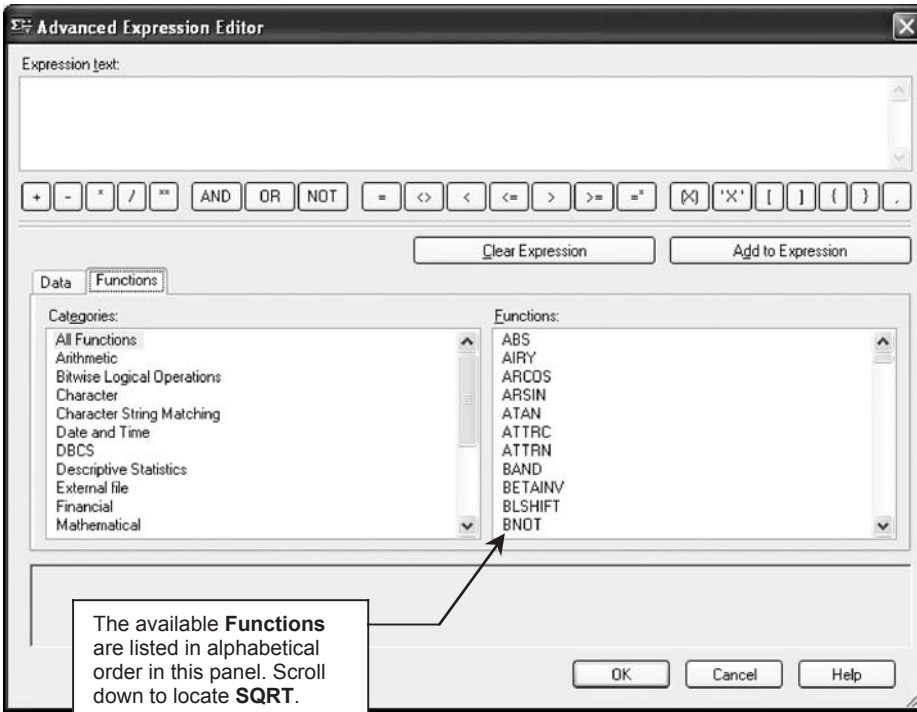 Advanced Expression Editor
Expression text:
+ - x / xx AND OR NOT = <> < <= > >= =x (X) 'X' [ ] { } ,
Clear Expression Add to Expression
Data Functions
Categories:
All Functions
Arithmetic
Bitwise Logical Operations
Character
Character String Matching
Date and Time
DBCS
Descriptive Statistics
External file
Financial
Mathematical
Functions:
ABS
AIRY
ARCOS
ARSIN
ATAN
ATTRC
ATTRN
BAND
BETAINV
BLSHIFT
BNOT
The available Functions
are listed in alphabetical
order in this panel. Scroll
down to locate SQRT.
OK Cancel Help